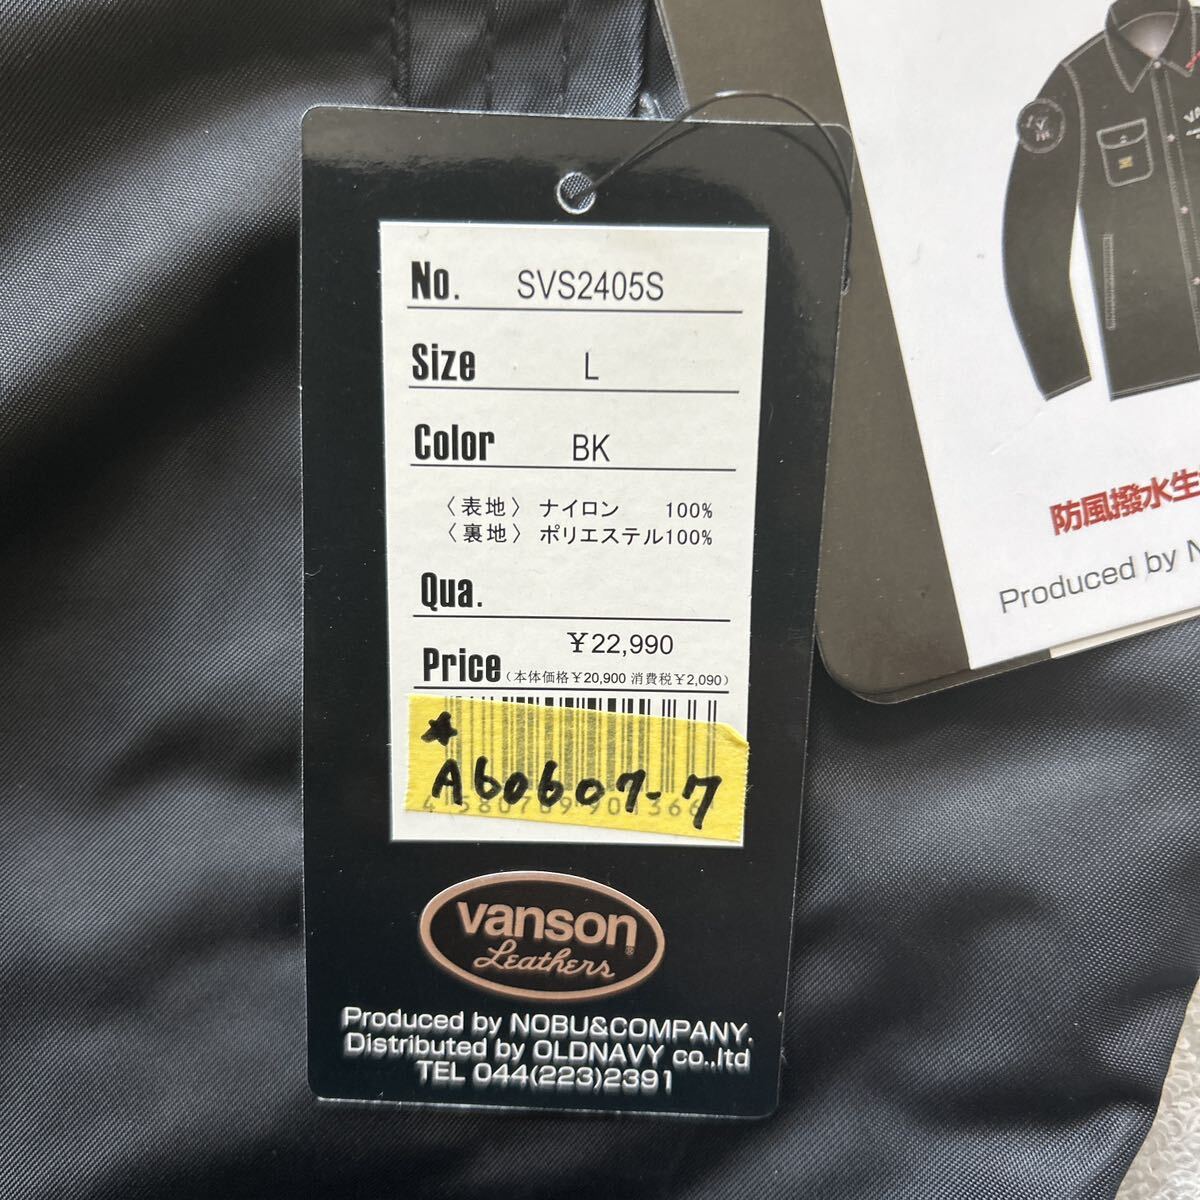 No. SVS2405S
Size L
Color BK
〈表地〉 ナイロン 100%
〈裏地〉 ポリエステル100%
Qua.
¥22,990
Price (本体価格¥20,900 消費税¥2,090)
★
A60607-7
vanson
Leathers
Produced by NOBU&COMPANY.
Distributed by OLDNAVY co.,ltd
TEL 044(223)2391
防風撥水生
Produced by N